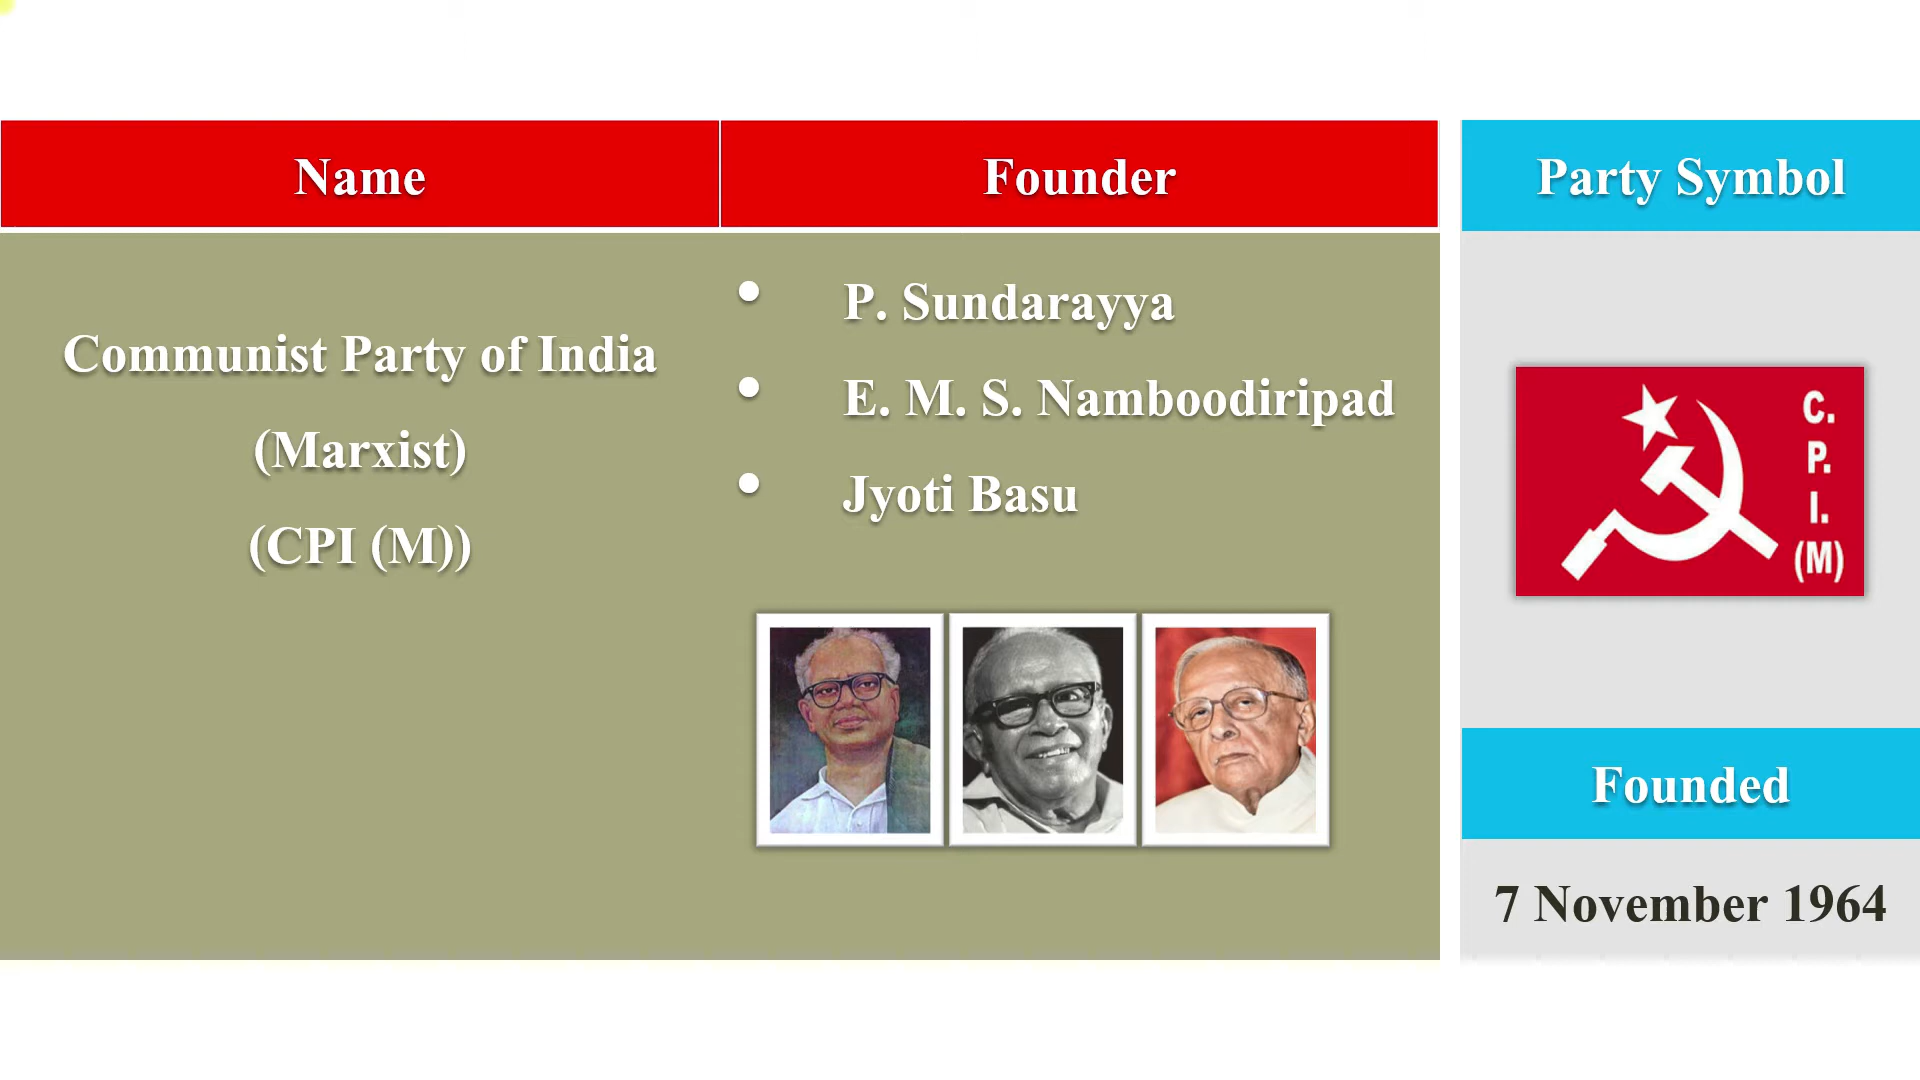 Name
Founder
Party Symbol
Communist Party of India
(Marxist)
(CPI (M))
• P. Sundarayya
• E. M. S. Namboodiripad
• Jyoti Basu
C.
P.
I.
(M)
Founded
7 November 1964